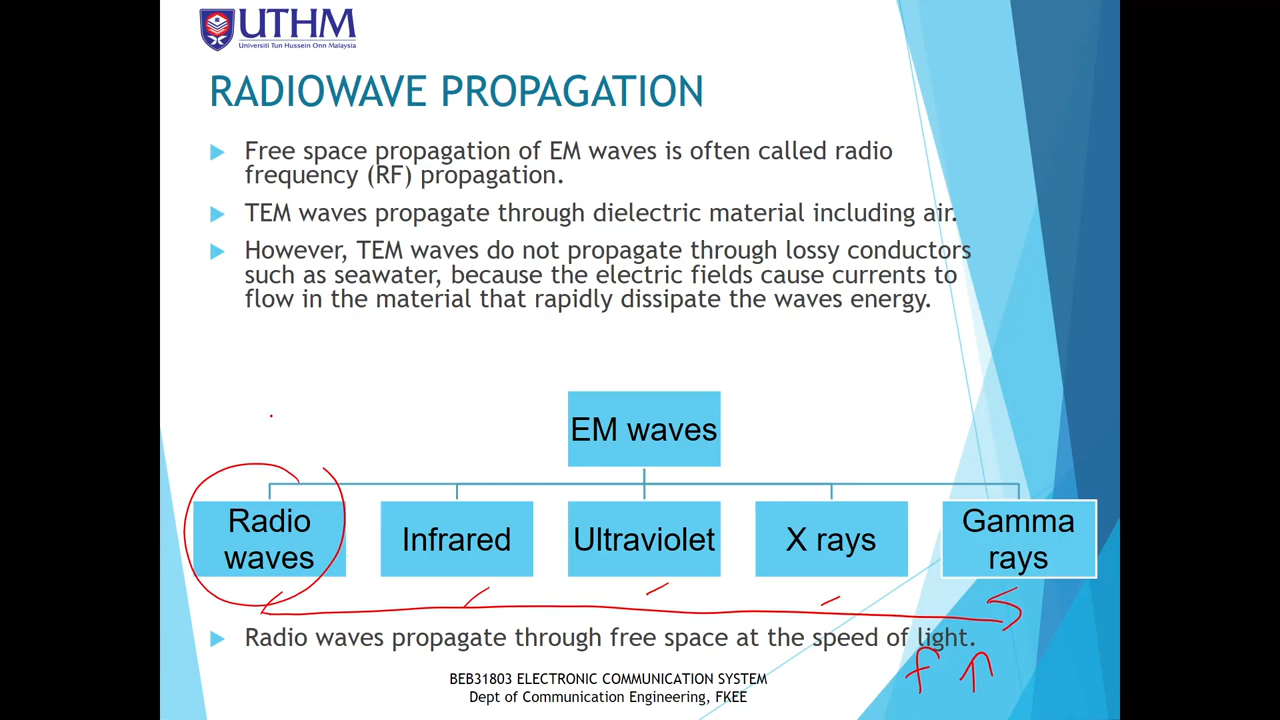 UTHM
Universiti Tun Hussein Onn Malaysia
RADIOWAVE PROPAGATION
Free space propagation of EM waves is often called radio
frequency (RF) propagation.
TEM waves propagate through dielectric material including air.
However, TEM waves do not propagate through lossy conductors
such as seawater, because the electric fields cause currents to
flow in the material that rapidly dissipate the waves energy.
EM waves
Radio
waves
Infrared
Ultraviolet
X rays
Gamma
rays
Radio waves propagate through free space at the speed of light.
f ↑
BEB31803 ELECTRONIC COMMUNICATION SYSTEM
Dept of Communication Engineering, FKEE